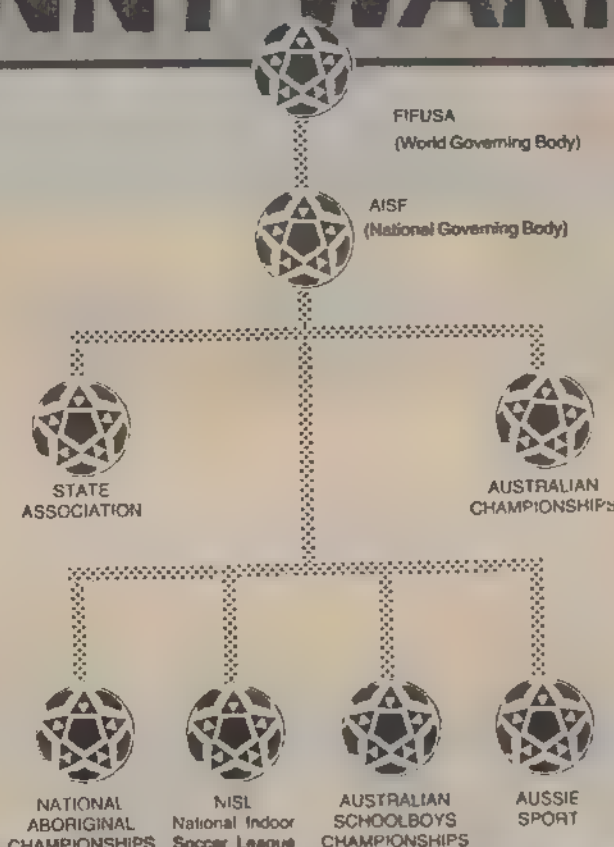 FIFUSA
(World Governing Body)
AISF
(National Governing Body)
STATE
ASSOCIATION
AUSTRALIAN
CHAMPIONSHIPS
NATIONAL
ABORIGINAL
CHAMPIONSHIPS
NISL
National Indoor
Soccer League
AUSTRALIAN
SCHOOLBOYS
CHAMPIONSHIPS
AUSSIE
SPORT